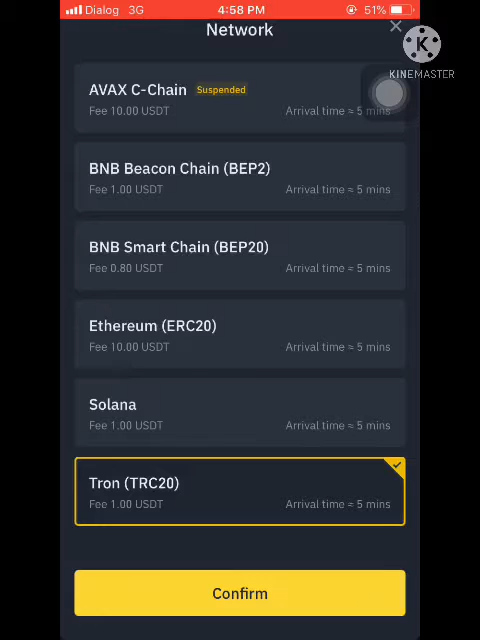 Dialog 3G 4:58 PM 51%
Network
K
KINEMASTER
AVAX C-Chain Suspended
Fee 10.00 USDT Arrival time ≈ 5 mins
BNB Beacon Chain (BEP2)
Fee 1.00 USDT Arrival time ≈ 5 mins
BNB Smart Chain (BEP20)
Fee 0.80 USDT Arrival time ≈ 5 mins
Ethereum (ERC20)
Fee 10.00 USDT Arrival time ≈ 5 mins
Solana
Fee 1.00 USDT Arrival time ≈ 5 mins
Tron (TRC20)
Fee 1.00 USDT Arrival time ≈ 5 mins
Confirm